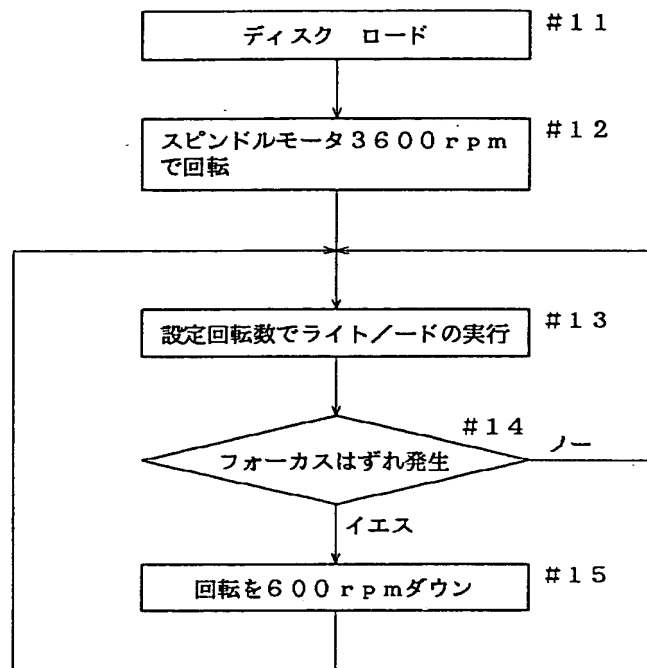 ディスク　ロード
#11
スピンドルモータ3600rpm
で回転
#12
設定回転数でライト／ードの実行
#13
フォーカスはずれ発生
#14
ノー
イエス
回転を600rpmダウン
#15